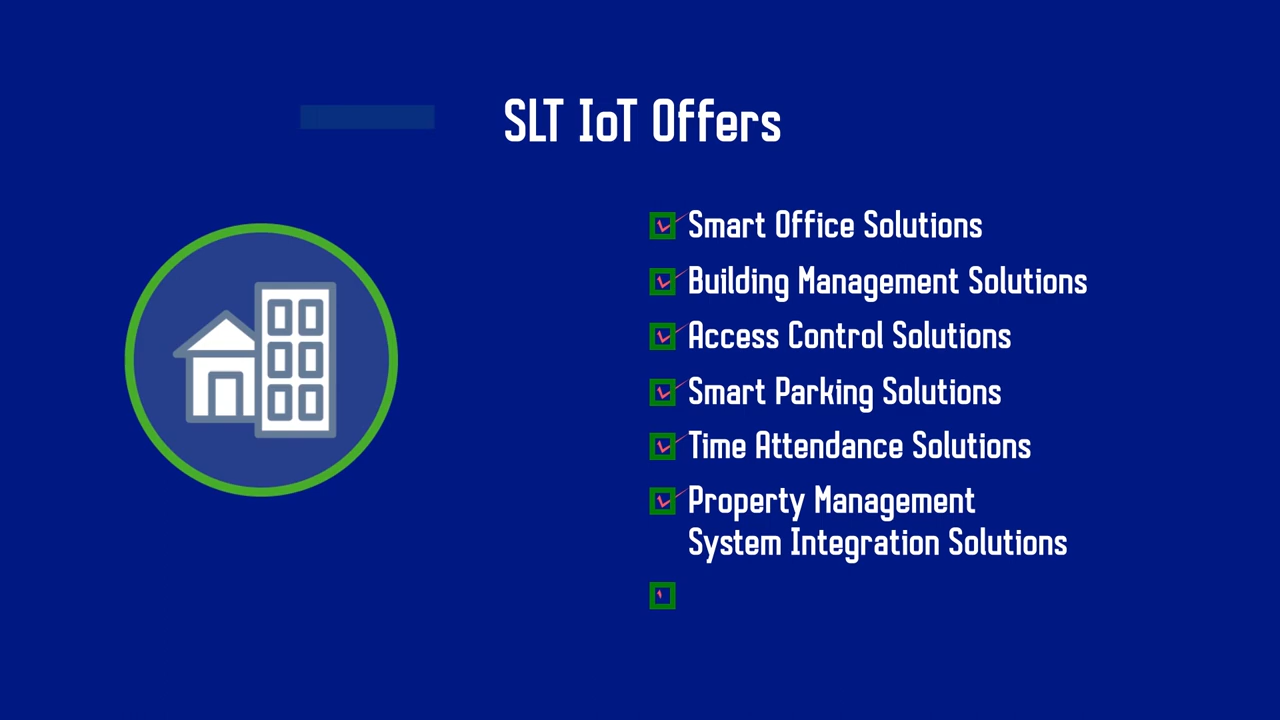 SLT IoT Offers
Smart Office Solutions
Building Management Solutions
Access Control Solutions
Smart Parking Solutions
Time Attendance Solutions
Property Management
System Integration Solutions